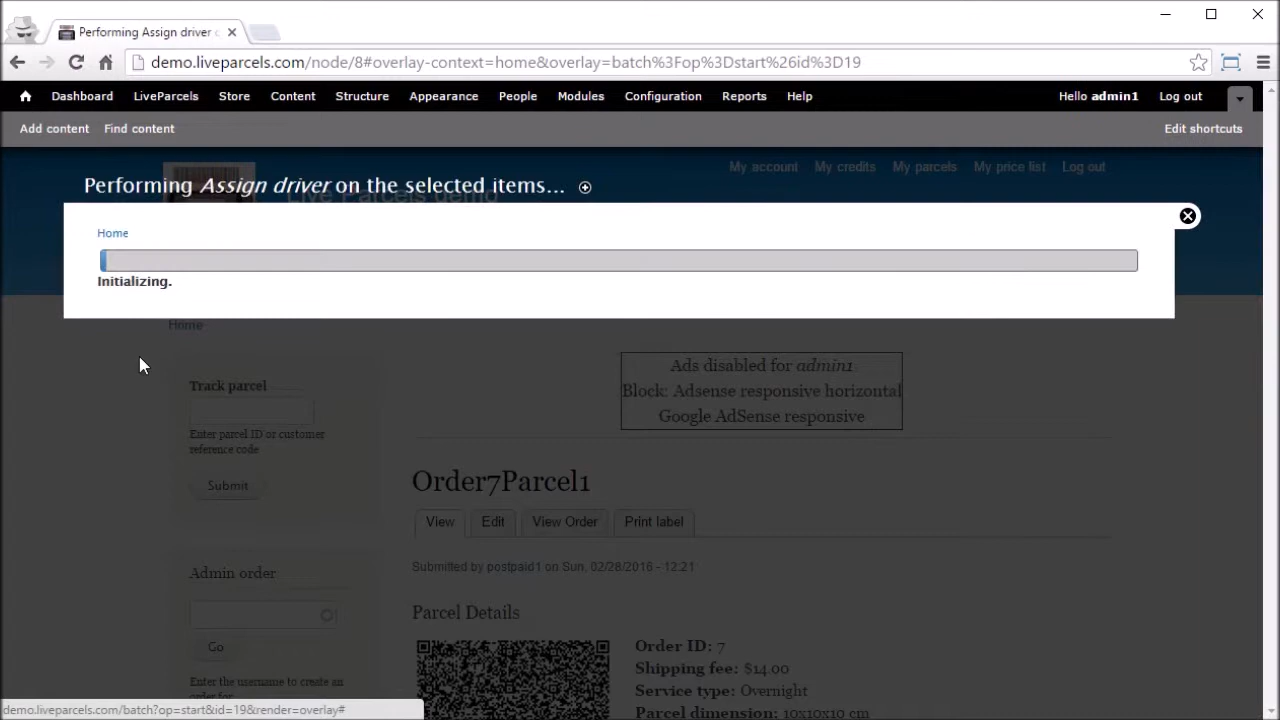 Performing Assign driver o
demo.liveparcels.com/node/8#overlay-context=home&overlay=batch%3Fop%3Dstart%26id%3D19
Dashboard LiveParcels Store Content Structure Appearance People Modules Configuration Reports Help Hello admin1 Log out
Add content Find content Edit shortcuts
My account My credits My parcels My price list Log out
Performing Assign driver on the selected items...
Live Parcels demo
Home
Initializing.
Home
Ads disabled for admin1
Block: Adsense responsive horizontal
Google AdSense responsive
Track parcel
Enter parcel ID or customer
reference code
Submit
Order7Parcel1
View Edit View Order Print label
Submitted by postpaid1 on Sun, 02/28/2016 - 12:21
Admin order
Go
Enter the username to create an
order for
Parcel Details
Order ID: 7
Shipping fee: $14.00
Service type: Overnight
Parcel dimension: 10x10x10 cm
demo.liveparcels.com/batch?op=start&id=19&render=overlay#